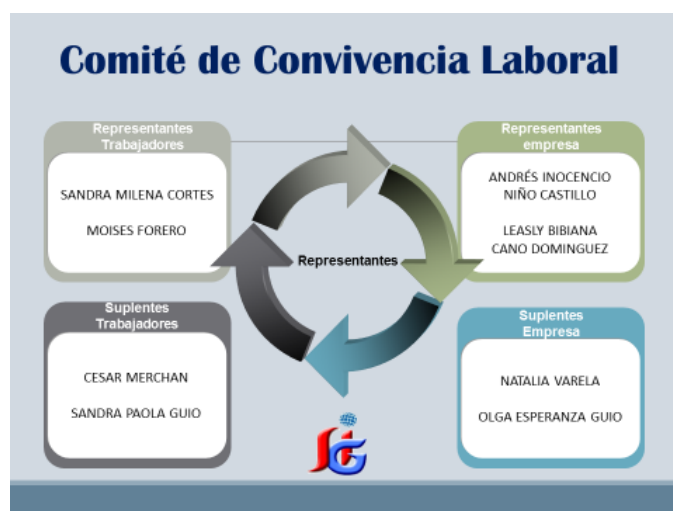 Comité de Convivencia Laboral
Representantes
Trabajadores
SANDRA MILENA CORTES
MOISES FORERO
Representantes
empresa
ANDRÉS INOCENCIO
NIÑO CASTILLO
LEASLY BIBIANA
CANO DOMINGUEZ
Representantes
Suplentes
Trabajadores
CESAR MERCHAN
SANDRA PAOLA GUIO
Suplentes
Empresa
NATALIA VARELA
OLGA ESPERANZA GUIO